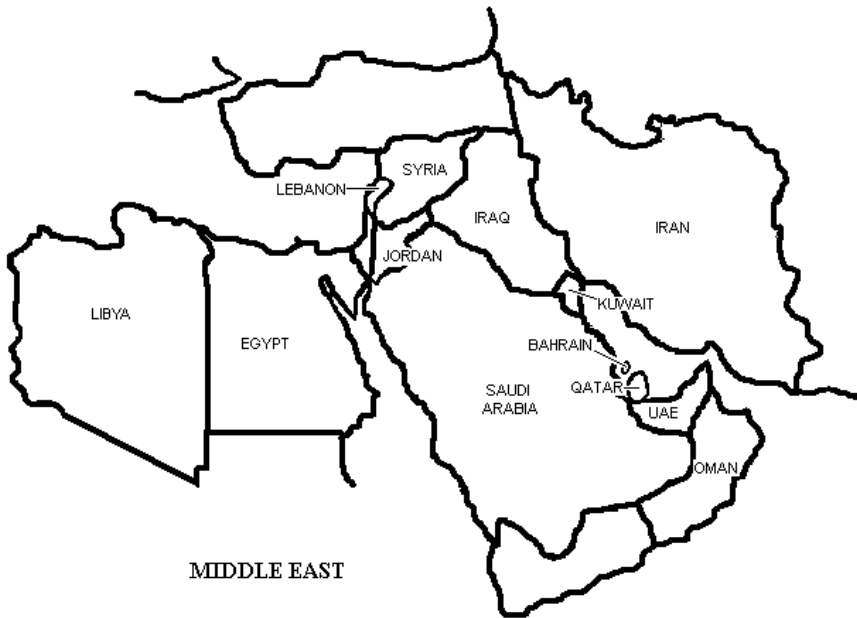 SYRIA
LEBANON
IRAQ
IRAN
JORDAN
LIBYA
EGYPT
KUWAIT
BAHRAIN
SAUDI
ARABIA
QATAR
UAE
OMAN
MIDDLE EAST